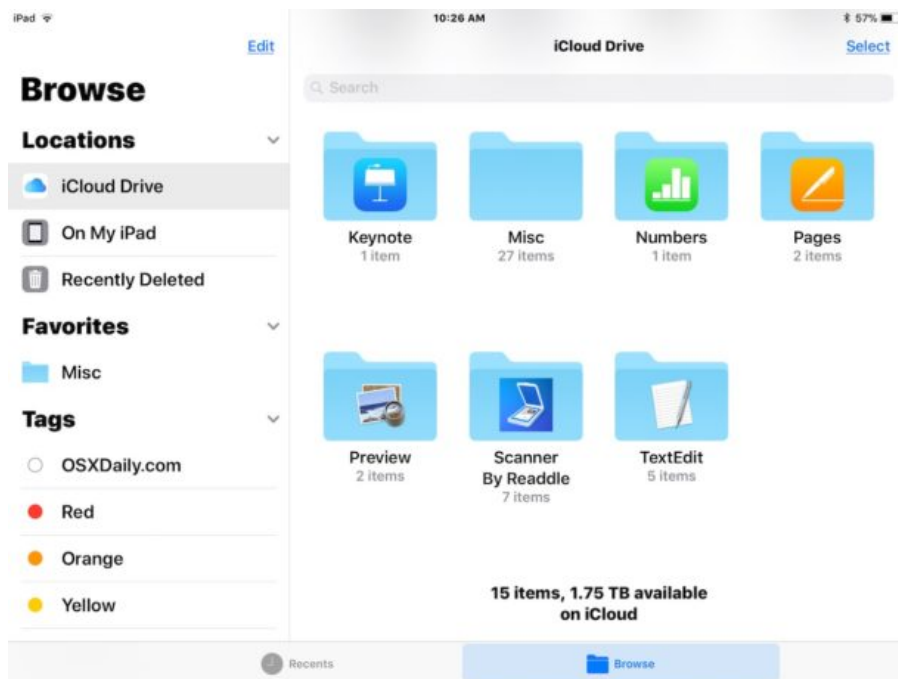 iPad
10:26 AM
57%
Edit
iCloud Drive
Select
Browse
Search
Locations
iCloud Drive
On My iPad
Recently Deleted
Favorites
Misc
Tags
OSXDaily.com
Red
Orange
Yellow
Keynote
1 item
Misc
27 items
Numbers
1 item
Pages
2 items
Preview
2 items
Scanner
By Readdle
7 items
TextEdit
5 items
15 items, 1.75 TB available
on iCloud
Recents
Browse